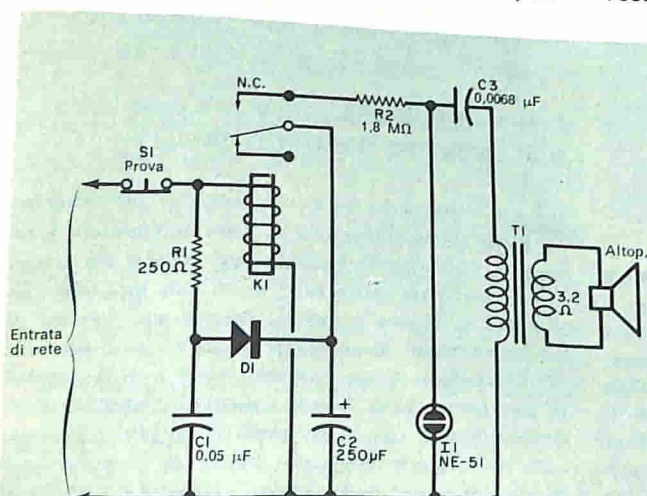 N.C.
C3
0,0068 µF
R2
1.8 MΩ
S1
Prova
T1
R1
250Ω
K1
Altop.
3.2
Ω
Entrata
di rete
D1
+
C1
0,05 µF
C2
250µF
I1
NE-51